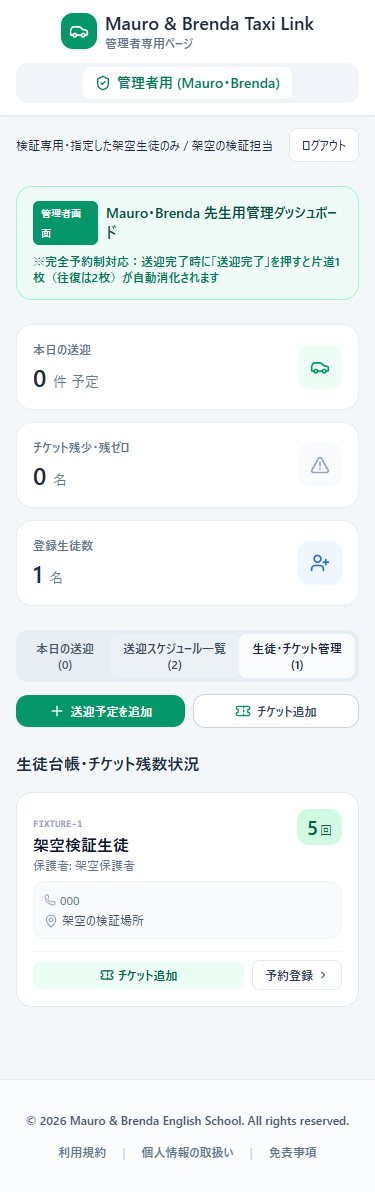 Mauro & Brenda Taxi Link
管理者専用ページ
管理者用 (Mauro・Brenda)
検証専用・指定した架空生徒のみ / 架空の検証担当
ログアウト
管理者画面
Mauro・Brenda 先生用管理ダッシュボード
※完全予約制対応：送迎完了時に「送迎完了」を押すと片道1
枚（往復は2枚）が自動消化されます
本日の送迎
0 件 予定
チケット残少・残ゼロ
0 名
登録生徒数
1 名
本日の送迎
(0)
送迎スケジュール一覧
(2)
生徒・チケット管理
(1)
送迎予定を追加
チケット追加
生徒台帳・チケット残数状況
FIXTURE-1
5 回
架空検証生徒
保護者: 架空保護者
000
架空の検証場所
チケット追加
予約登録
© 2026 Mauro & Brenda English School. All rights reserved.
利用規約 | 個人情報の取扱い | 免責事項